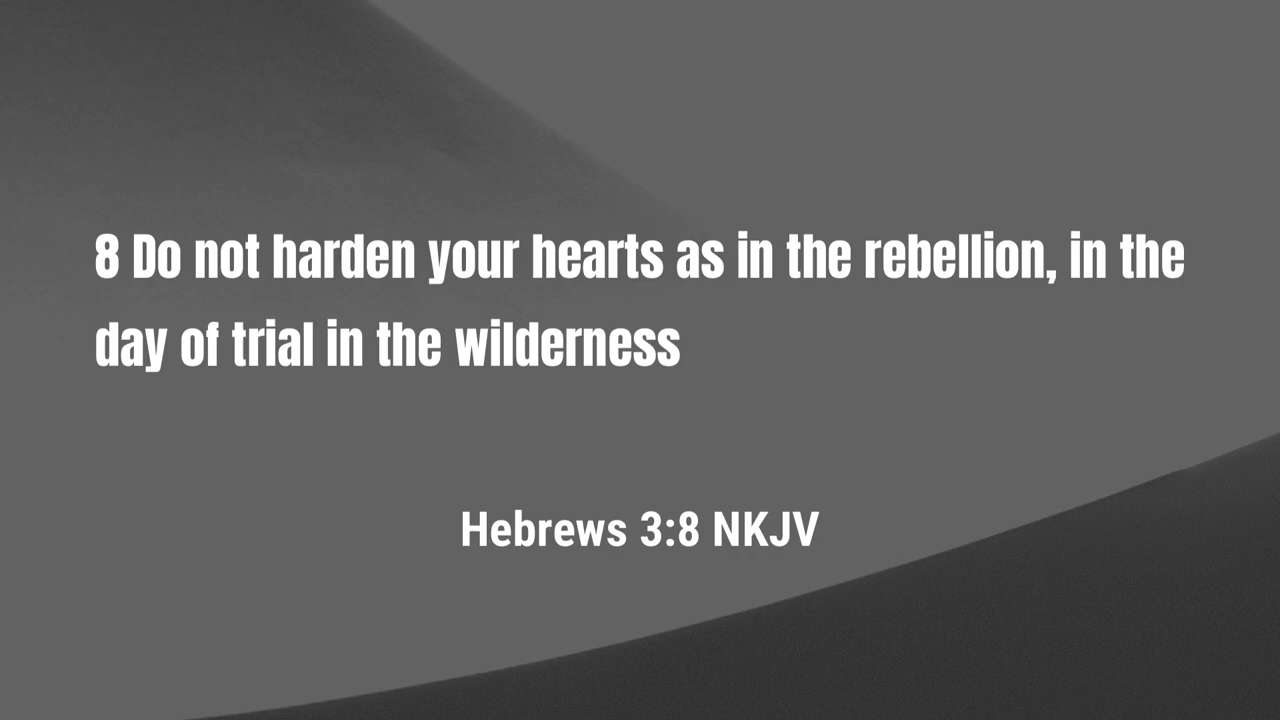 8 Do not harden your hearts as in the rebellion, in the
day of trial in the wilderness
Hebrews 3:8 NKJV